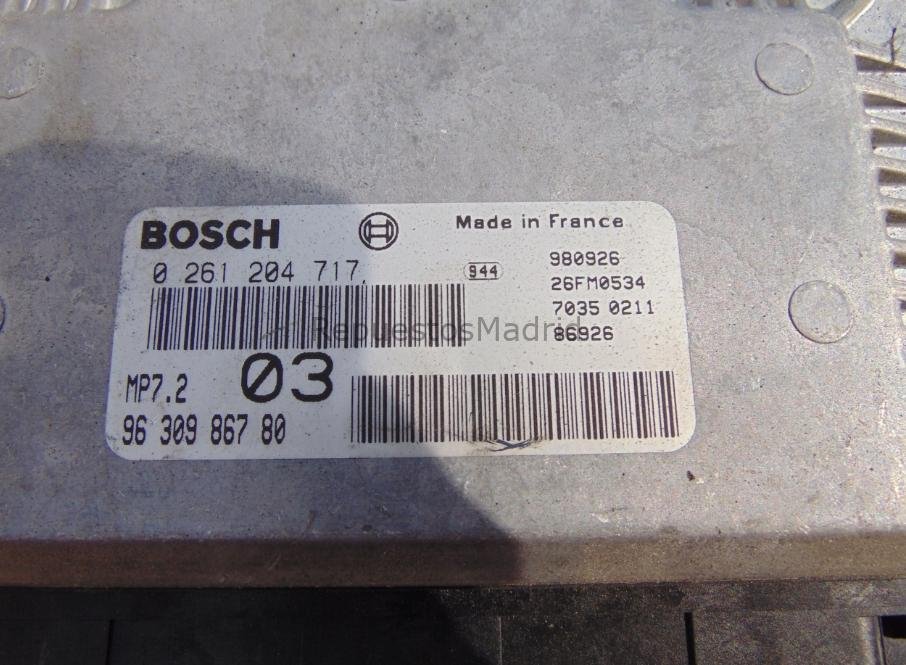 BOSCH
Made in France
0 261 204 717
944
980926
26FM0534
7035 0211
86926
RepuestosMadrid
MP7.2
03
96 309 867 80